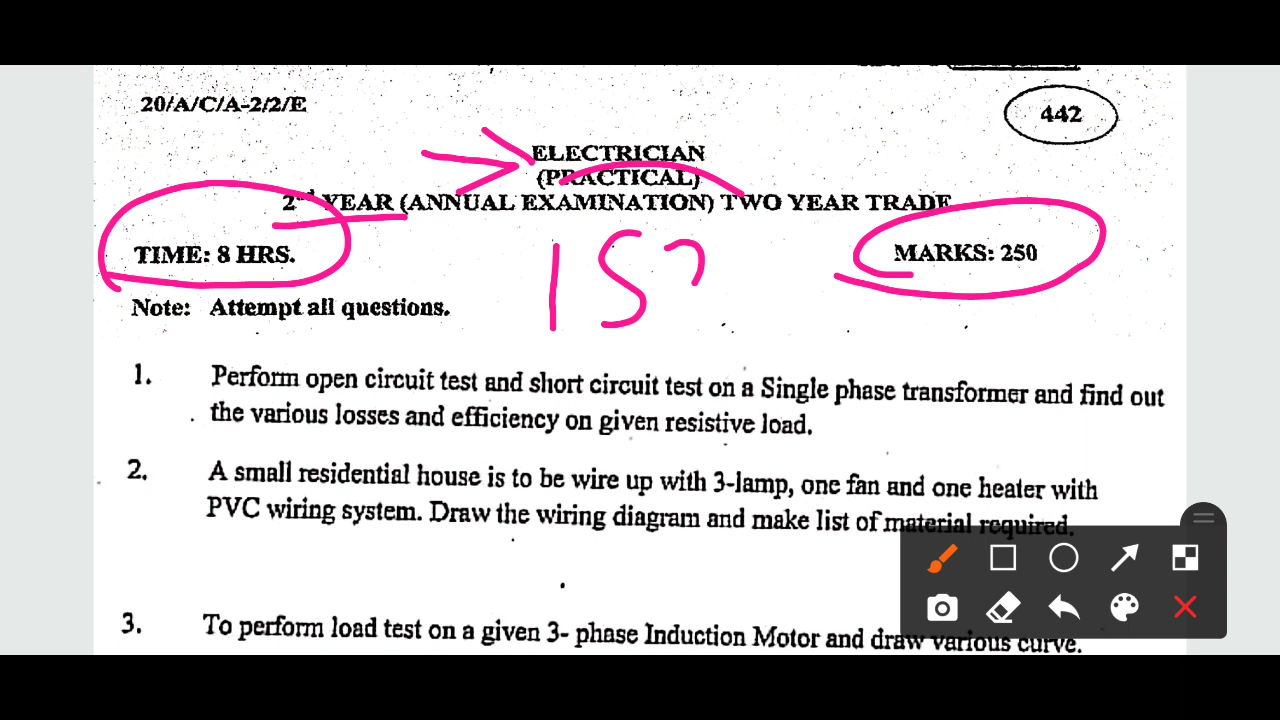 20/A/C/A-2/2/E
442
ELECTRICIAN
(PRACTICAL)
2nd YEAR (ANNUAL EXAMINATION) TWO YEAR TRADE
TIME: 8 HRS.
MARKS: 250
Note: Attempt all questions.
1. Perform open circuit test and short circuit test on a Single phase transformer and find out
the various losses and efficiency on given resistive load.
2. A small residential house is to be wire up with 3-lamp, one fan and one heater with
PVC wiring system. Draw the wiring diagram and make list of material required.
3. To perform load test on a given 3- phase Induction Motor and draw various curve.